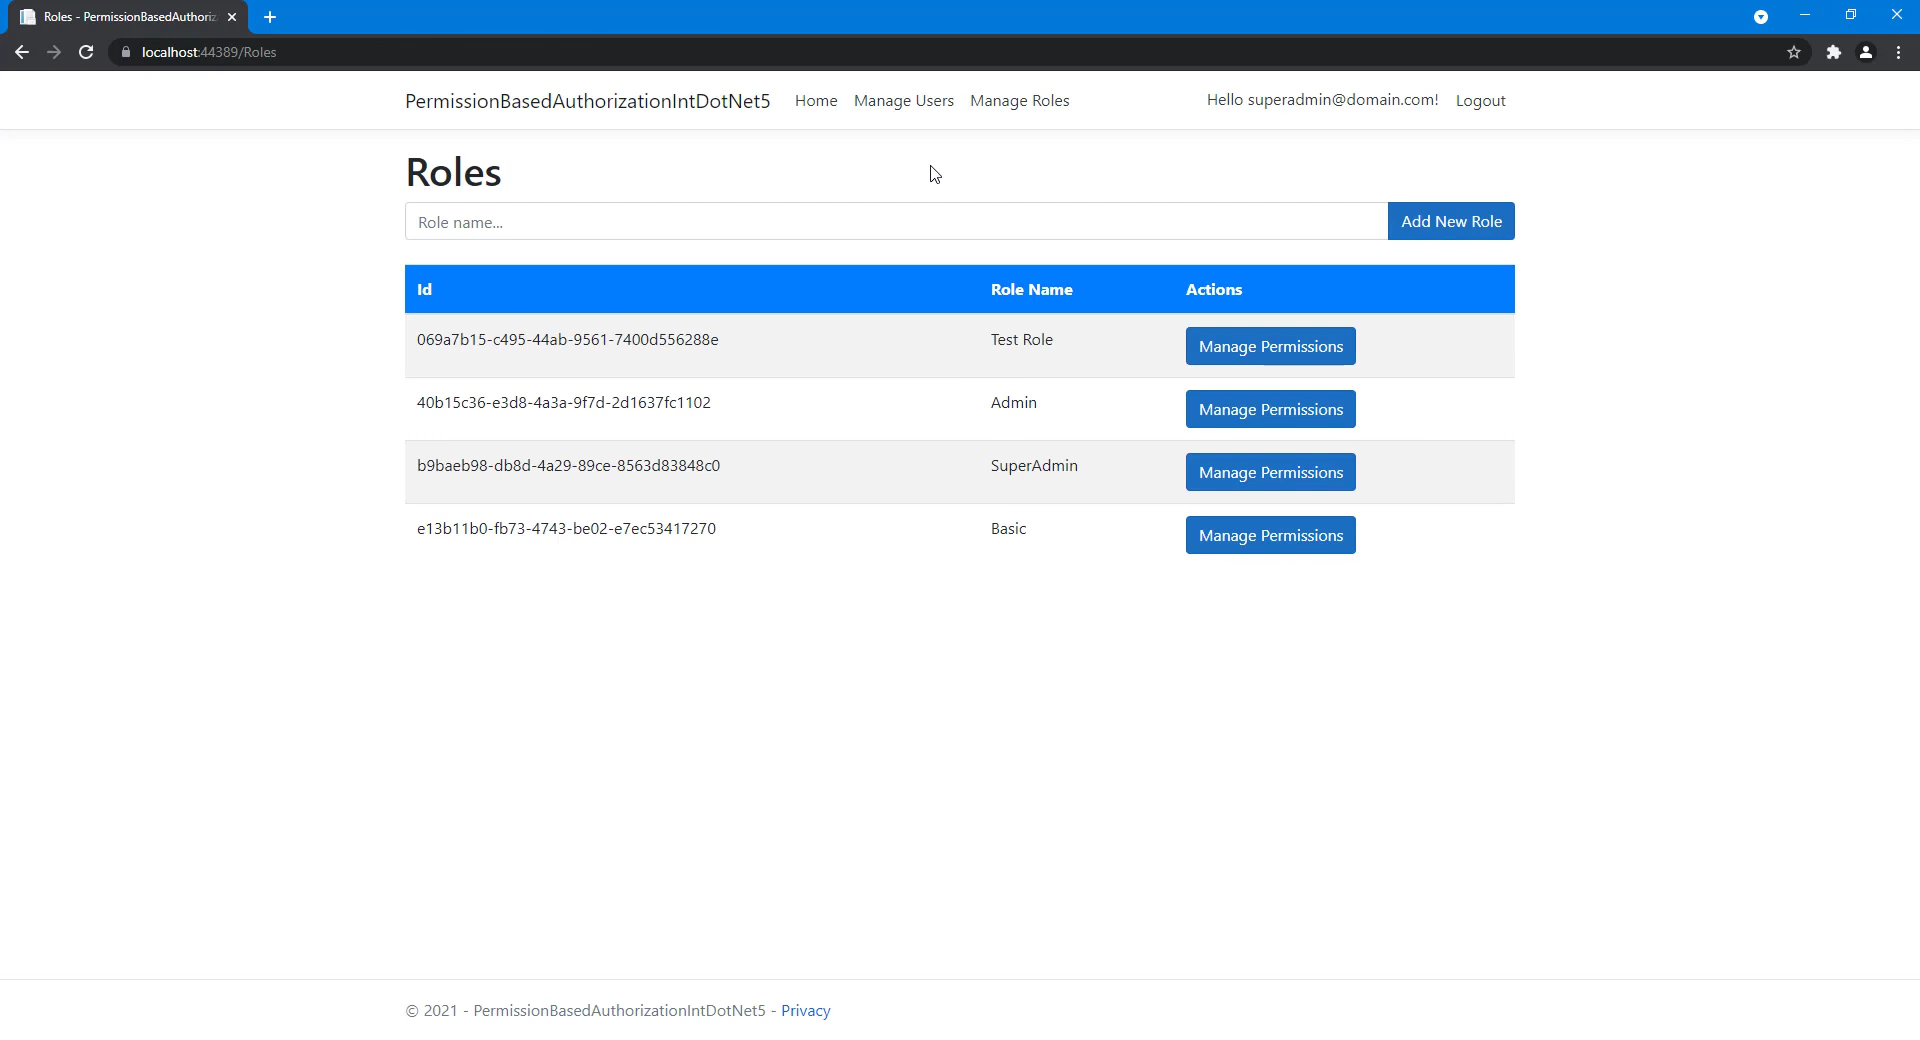 Roles - PermissionBasedAuthoriz
localhost:44389/Roles
PermissionBasedAuthorizationIntDotNet5 Home Manage Users Manage Roles Hello superadmin@domain.com! Logout
Roles
Role name... Add New Role
Id Role Name Actions
069a7b15-c495-44ab-9561-7400d556288e Test Role Manage Permissions
40b15c36-e3d8-4a3a-9f7d-2d1637fc1102 Admin Manage Permissions
b9baeb98-db8d-4a29-89ce-8563d83848c0 SuperAdmin Manage Permissions
e13b11b0-fb73-4743-be02-e7ec53417270 Basic Manage Permissions
© 2021 - PermissionBasedAuthorizationIntDotNet5 - Privacy